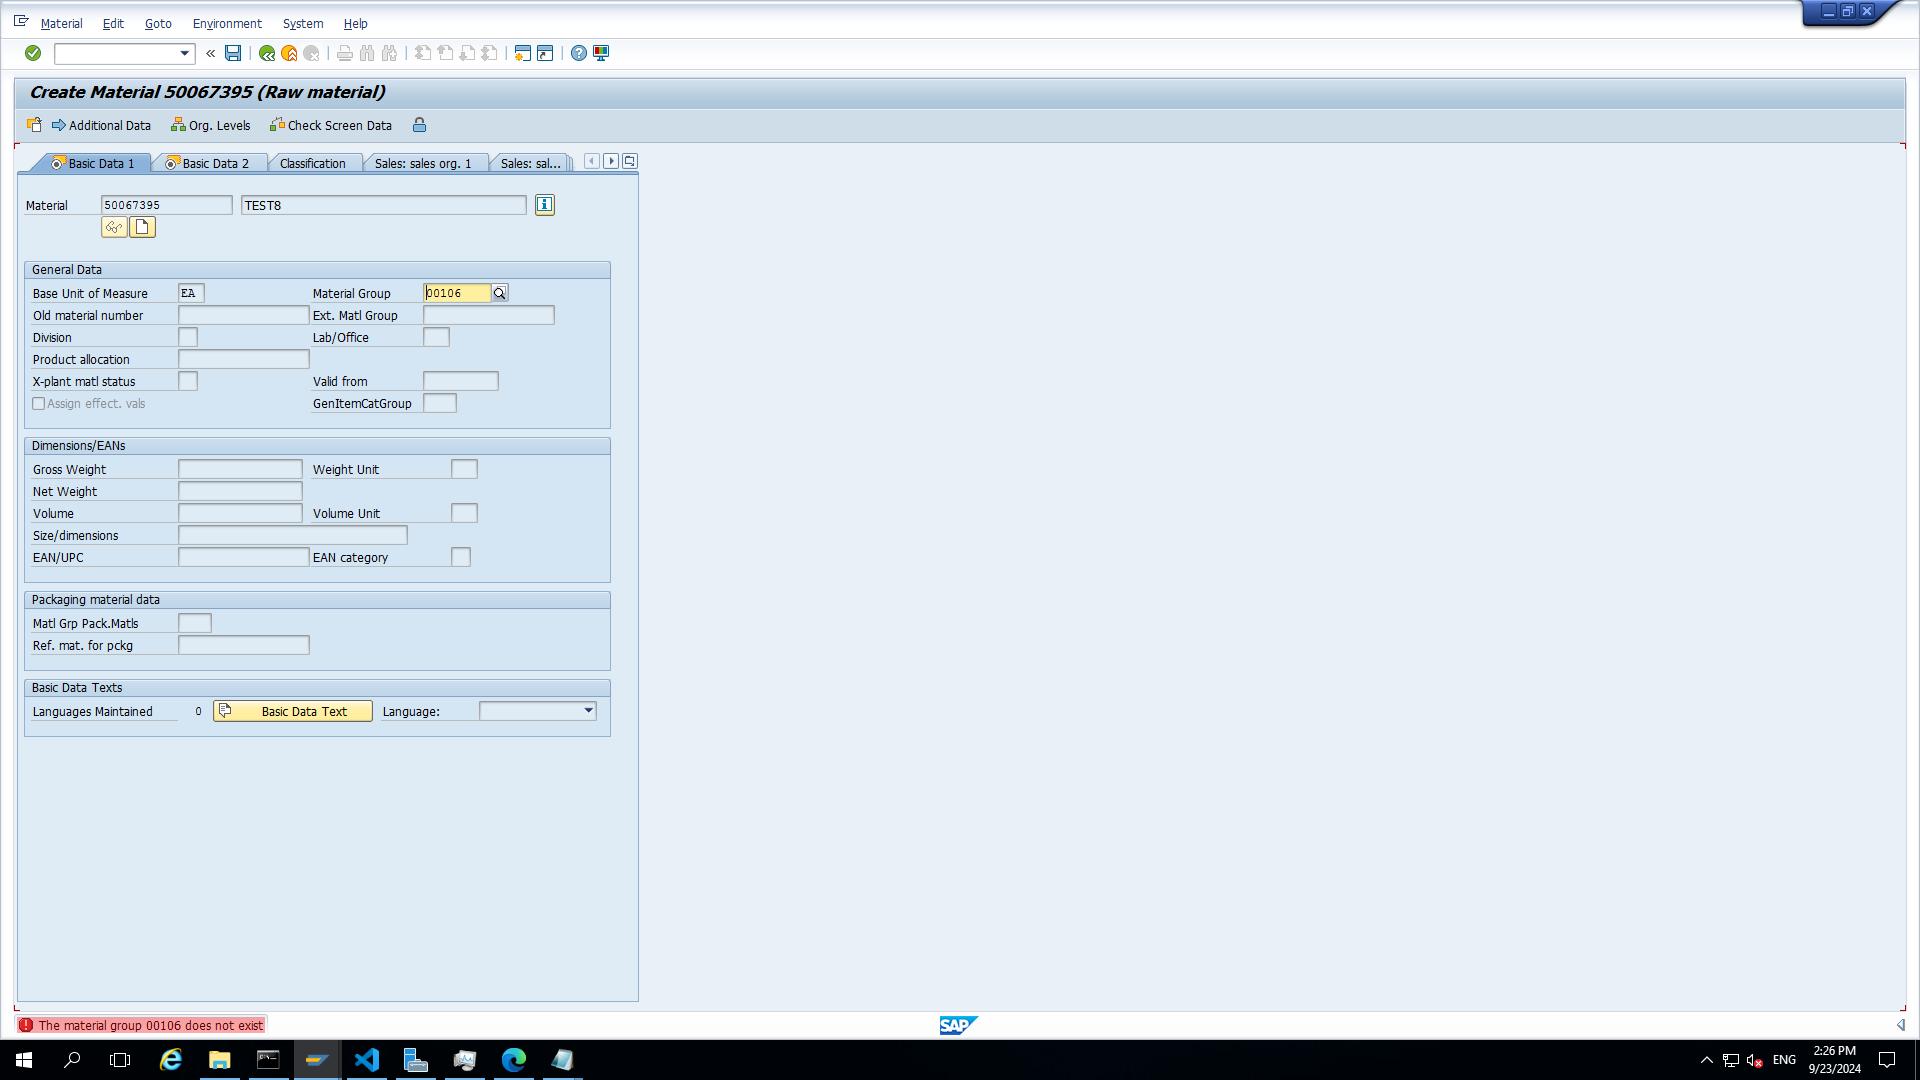 Material Edit Goto Environment System Help
Create Material 50067395 (Raw material)
Additional Data Org. Levels Check Screen Data
Basic Data 1 Basic Data 2 Classification Sales: sales org. 1 Sales: sal...
Material 50067395 TEST8
General Data
Base Unit of Measure EA Material Group 00106
Old material number Ext. Matl Group
Division Lab/Office
Product allocation
X-plant matl status Valid from
Assign effect. vals GenItemCatGroup
Dimensions/EANs
Gross Weight Weight Unit
Net Weight
Volume Volume Unit
Size/dimensions
EAN/UPC EAN category
Packaging material data
Matl Grp Pack.Matls
Ref. mat. for pckg
Basic Data Texts
Languages Maintained 0 Basic Data Text Language:
The material group 00106 does not exist
SAP
ENG
2:26 PM
9/23/2024